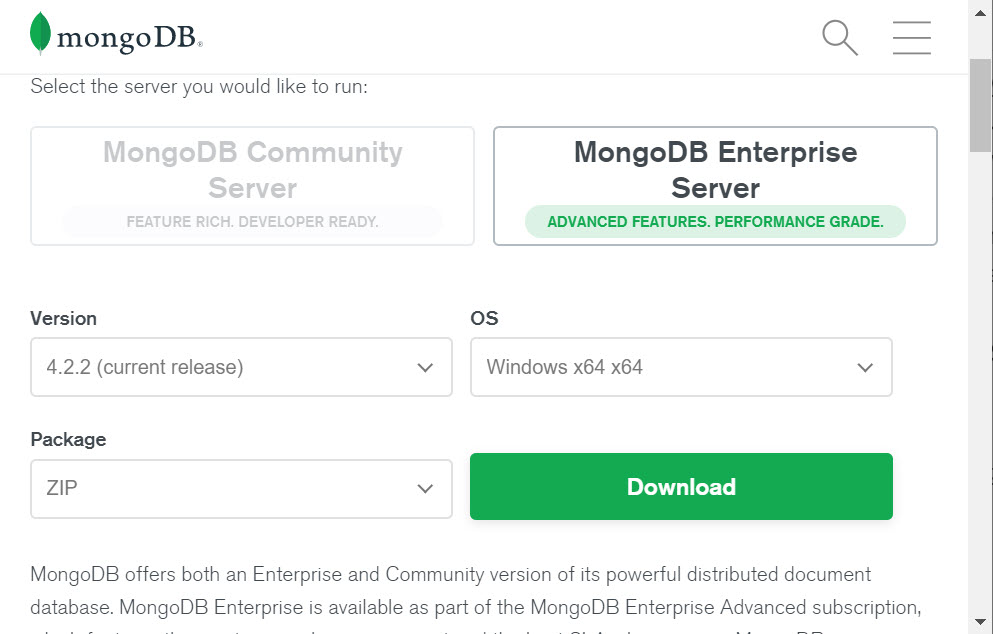 mongoDB®
Select the server you would like to run:
MongoDB Community
Server
FEATURE RICH. DEVELOPER READY.
MongoDB Enterprise
Server
ADVANCED FEATURES. PERFORMANCE GRADE.
Version
OS
4.2.2 (current release)
Windows x64 x64
Package
ZIP
Download
MongoDB offers both an Enterprise and Community version of its powerful distributed document
database. MongoDB Enterprise is available as part of the MongoDB Enterprise Advanced subscription,